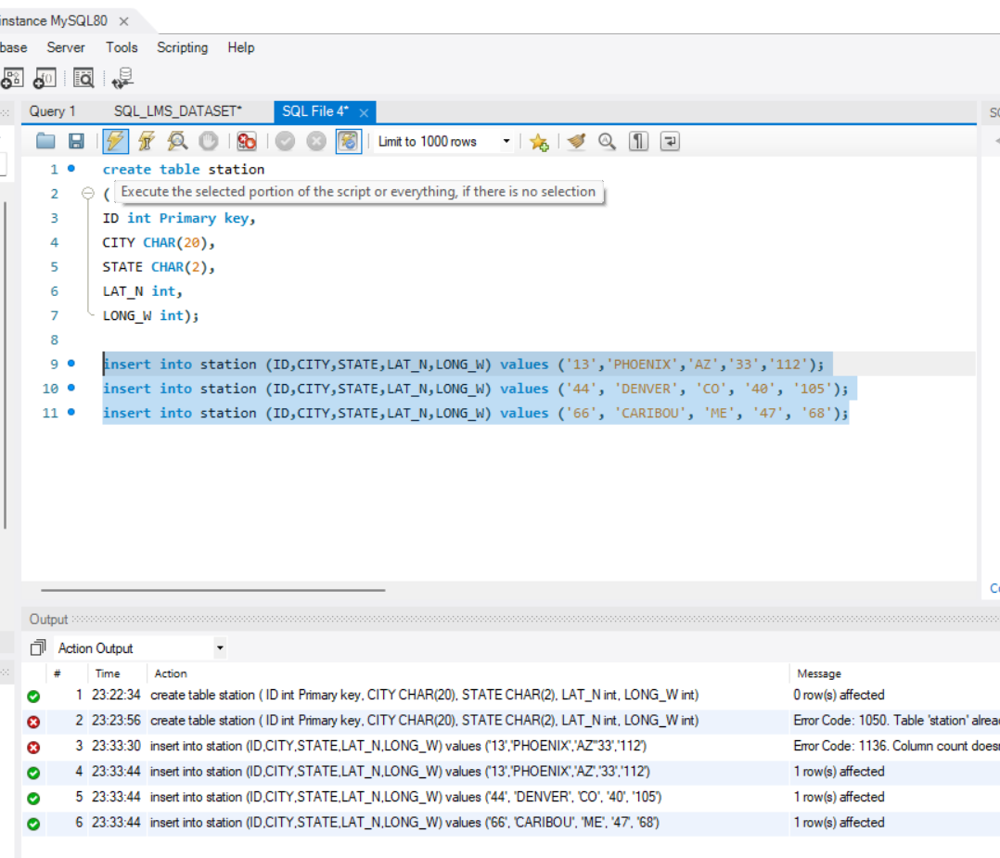 instance MySQL80 ×
base Server Tools Scripting Help
Query 1 SQL_LMS_DATASET* SQL File 4* ×
Limit to 1000 rows
1 create table station
2 (
Execute the selected portion of the script or everything, if there is no selection
3 ID int Primary key,
4 CITY CHAR(20),
5 STATE CHAR(2),
6 LAT_N int,
7 LONG_W int);
8
9 insert into station (ID,CITY,STATE,LAT_N,LONG_W) values ('13','PHOENIX','AZ','33','112');
10 insert into station (ID,CITY,STATE,LAT_N,LONG_W) values ('44', 'DENVER', 'CO', '40', '105');
11 insert into station (ID,CITY,STATE,LAT_N,LONG_W) values ('66', 'CARIBOU', 'ME', '47', '68');
Output
Action Output
# Time Action Message
1 23:22:34 create table station ( ID int Primary key, CITY CHAR(20), STATE CHAR(2), LAT_N int, LONG_W int) 0 row(s) affected
2 23:23:56 create table station ( ID int Primary key, CITY CHAR(20), STATE CHAR(2), LAT_N int, LONG_W int) Error Code: 1050. Table 'station' alrea
3 23:33:30 insert into station (ID,CITY,STATE,LAT_N,LONG_W) values ('13','PHOENIX','AZ''33','112') Error Code: 1136. Column count does
4 23:33:44 insert into station (ID,CITY,STATE,LAT_N,LONG_W) values ('13','PHOENIX','AZ','33','112') 1 row(s) affected
5 23:33:44 insert into station (ID,CITY,STATE,LAT_N,LONG_W) values ('44', 'DENVER', 'CO', '40', '105') 1 row(s) affected
6 23:33:44 insert into station (ID,CITY,STATE,LAT_N,LONG_W) values ('66', 'CARIBOU', 'ME', '47', '68') 1 row(s) affected